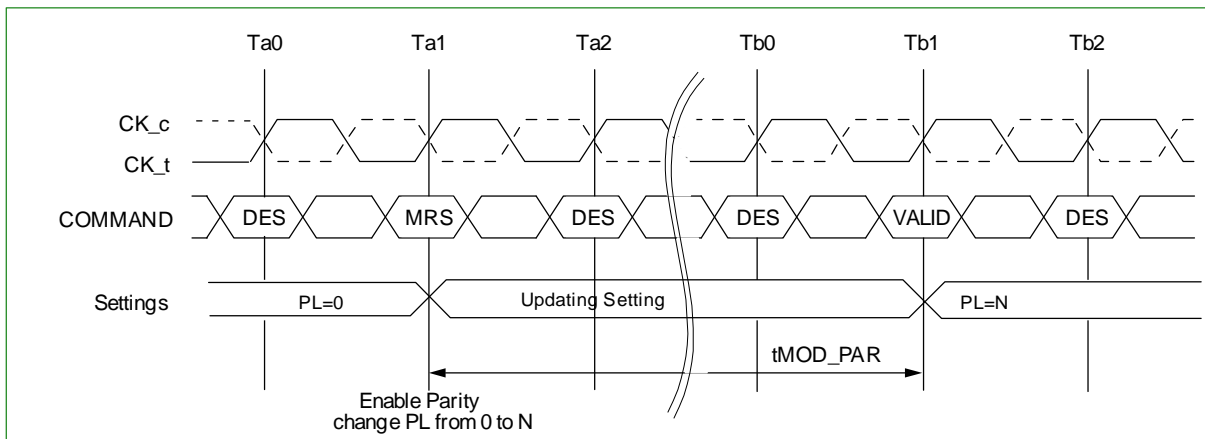 Ta0 Ta1 Ta2 Tb0 Tb1 Tb2
CK_c
CK_t
COMMAND DES MRS DES DES VALID DES
Settings PL=0 Updating Setting PL=N
tMOD_PAR
Enable Parity
change PL from 0 to N